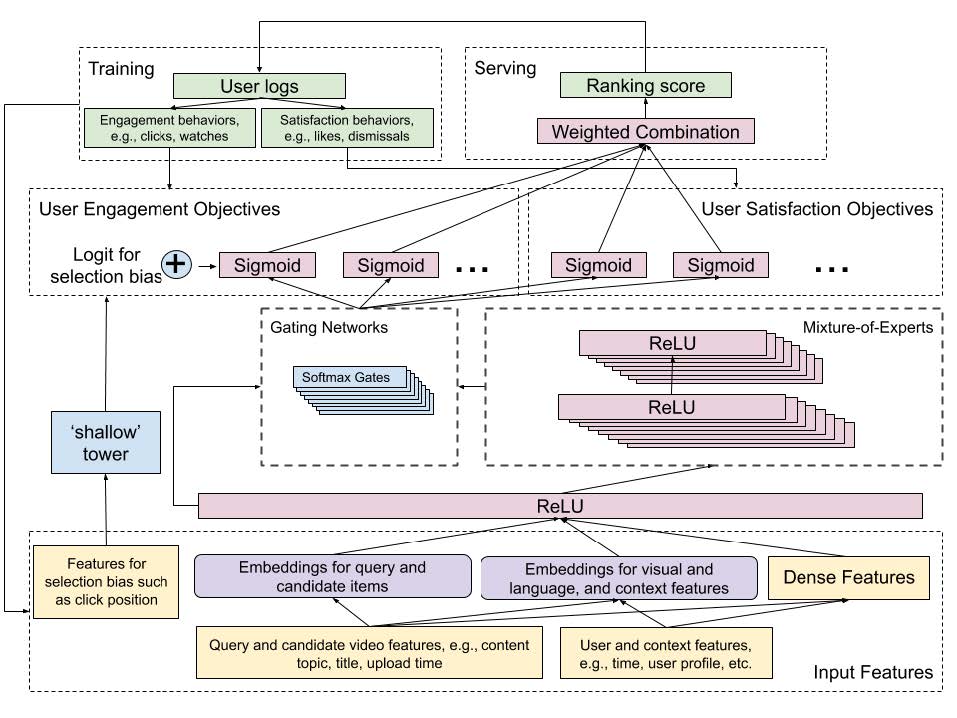 Training
User logs
Engagement behaviors,
e.g., clicks, watches
Satisfaction behaviors,
e.g., likes, dismissals
Serving
Ranking score
Weighted Combination
User Engagement Objectives
Logit for
selection bias
+
Sigmoid
Sigmoid
...
User Satisfaction Objectives
Sigmoid
Sigmoid
...
Gating Networks
Softmax Gates
Mixture-of-Experts
ReLU
ReLU
‘shallow’
tower
ReLU
Features for
selection bias such
as click position
Embeddings for query and
candidate items
Embeddings for visual and
language, and context features
Dense Features
Query and candidate video features, e.g., content
topic, title, upload time
User and context features,
e.g., time, user profile, etc.
Input Features